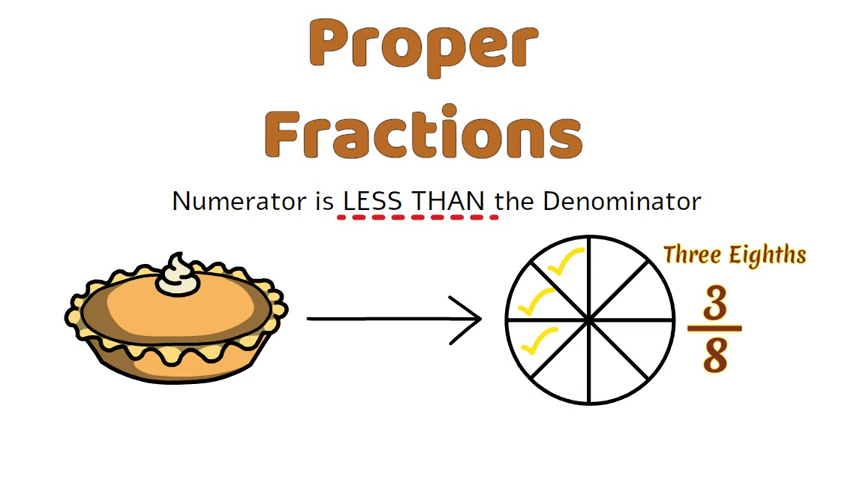 Proper
Fractions
Numerator is LESS THAN the Denominator
Three Eighths
3
8